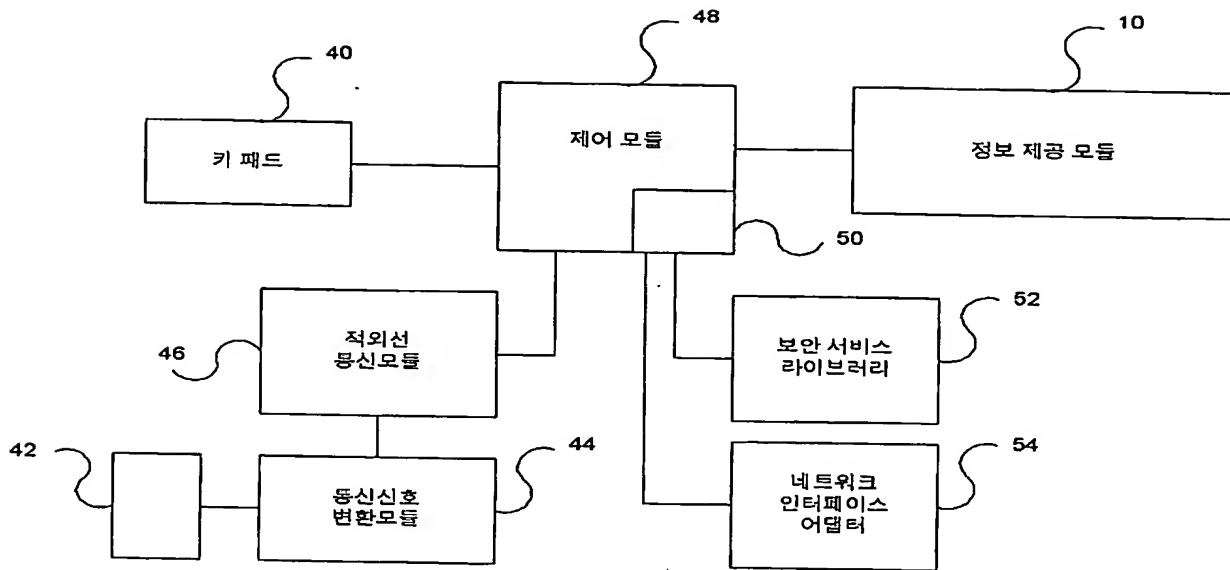 48
10
40
제어 모듈
키 패드
정보 제공 모듈
50
52
적외선
통신모듈
46
보안 서비스
라이브러리
42
44
54
통신신호
변환모듈
네트워크
인터페이스
어댑터